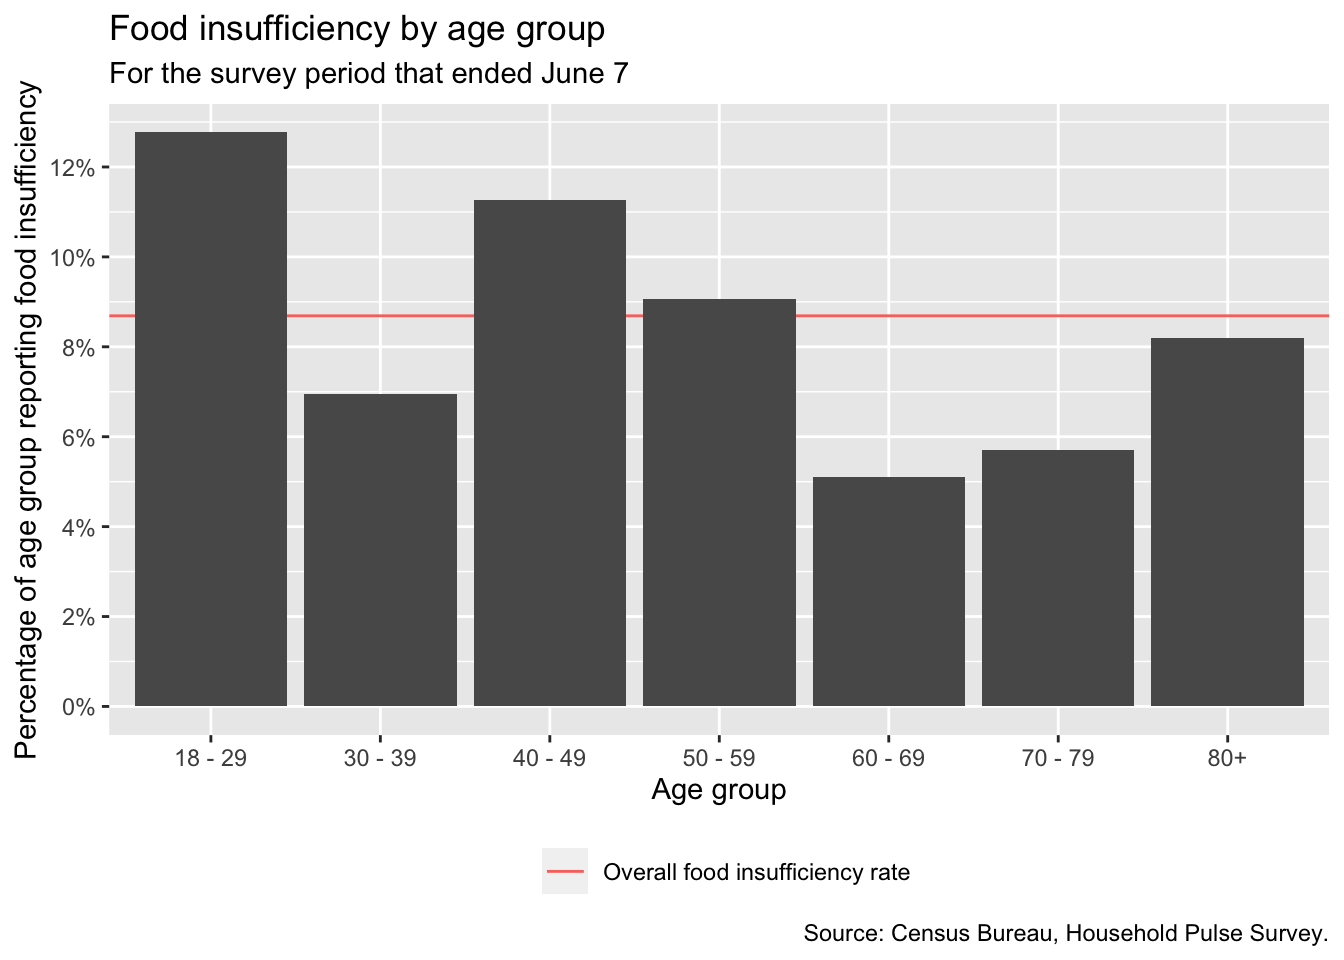 Food insufficiency by age group
For the survey period that ended June 7
Percentage of age group reporting food insufficiency
12%
10%
8%
6%
4%
2%
0%
18 - 29 30 - 39 40 - 49 50 - 59 60 - 69 70 - 79 80+
Age group
Overall food insufficiency rate
Source: Census Bureau, Household Pulse Survey.